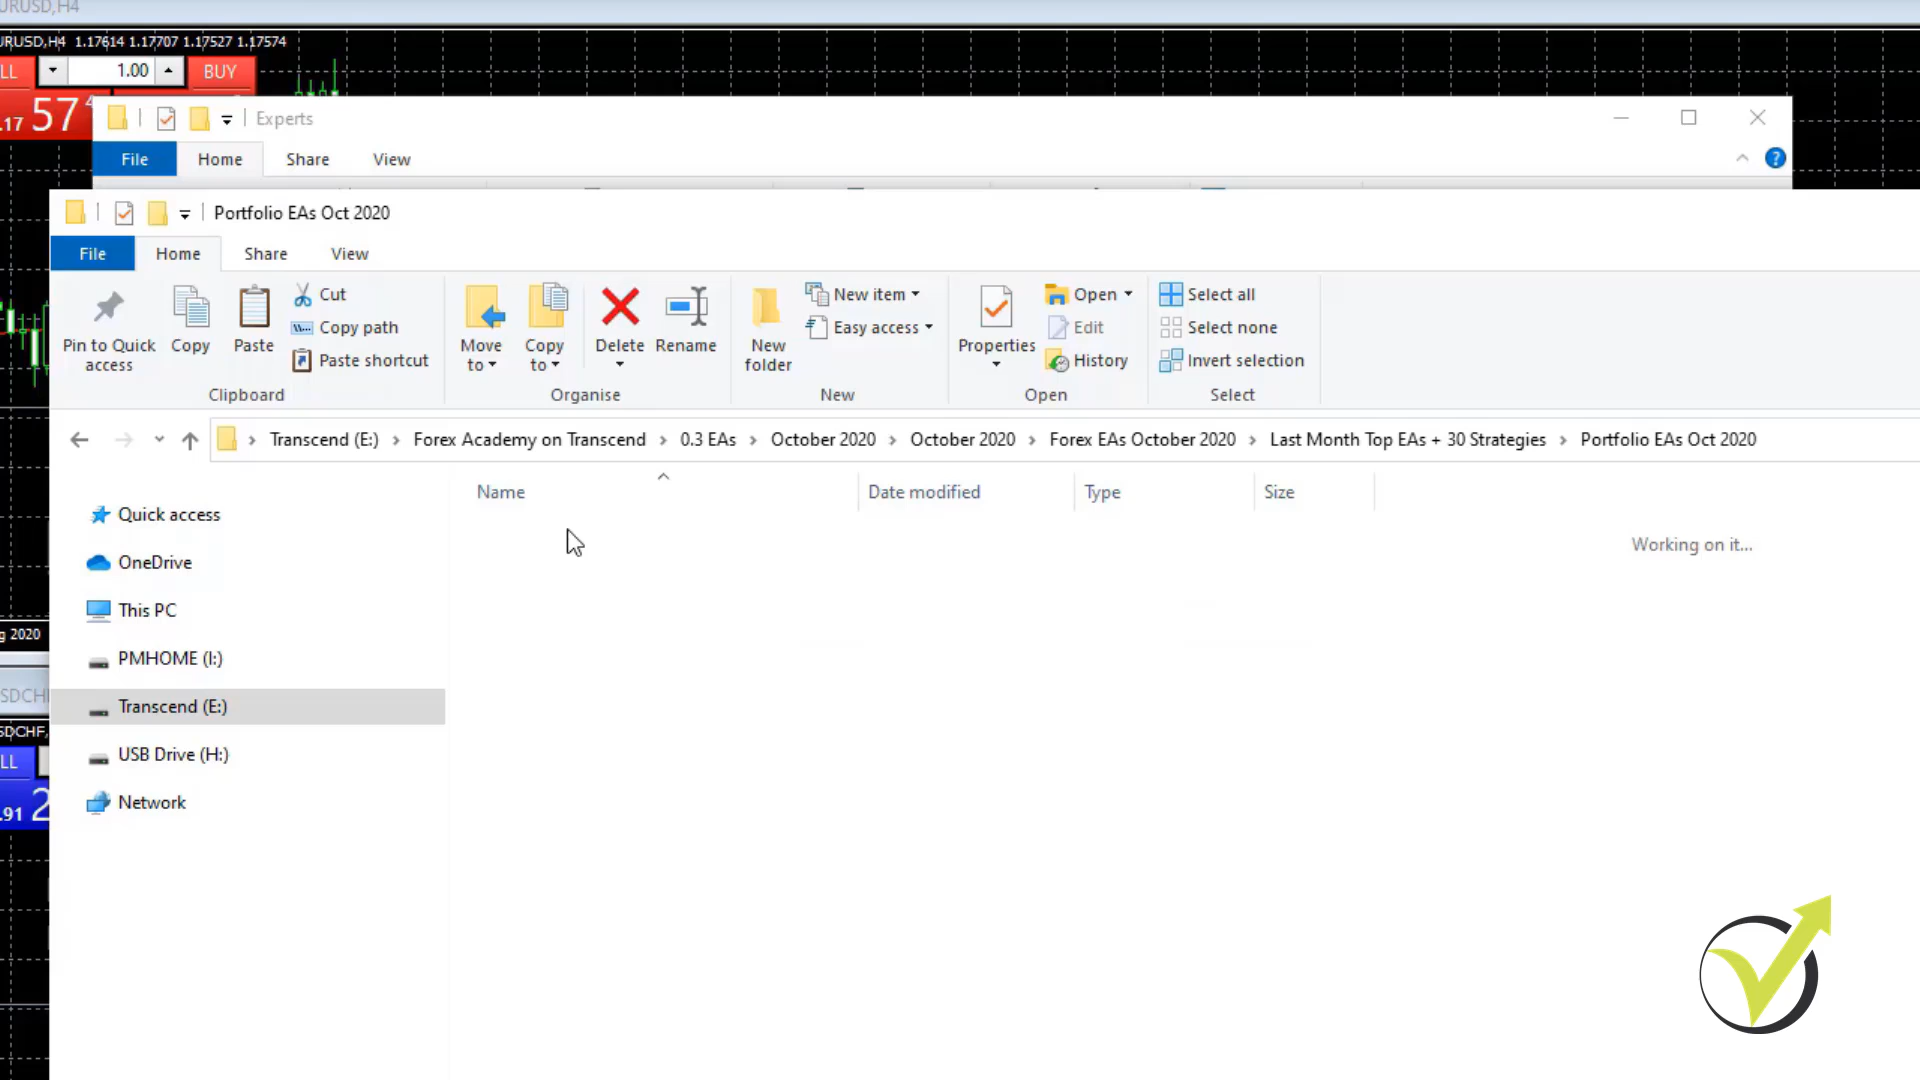 URUSD,H4
URUSD,H4 1.17614 1.17707 1.17527 1.17574
LL 1.00 BUY
.17 57 4
Experts
File Home Share View
Portfolio EAs Oct 2020
File Home Share View
Pin to Quick access
Copy
Paste
Cut
Copy path
Paste shortcut
Clipboard
Move to
Copy to
Delete
Rename
Organise
New folder
New item
Easy access
New
Properties
Open
Edit
History
Open
Select all
Select none
Invert selection
Select
Transcend (E:) Forex Academy on Transcend 0.3 EAs October 2020 October 2020 Forex EAs October 2020 Last Month Top EAs + 30 Strategies Portfolio EAs Oct 2020
Name Date modified Type Size
Working on it...
Quick access
OneDrive
This PC
PMHOME (I:)
Transcend (E:)
USB Drive (H:)
Network
g 2020
SDCH
SDCHF,
LL
.91 2